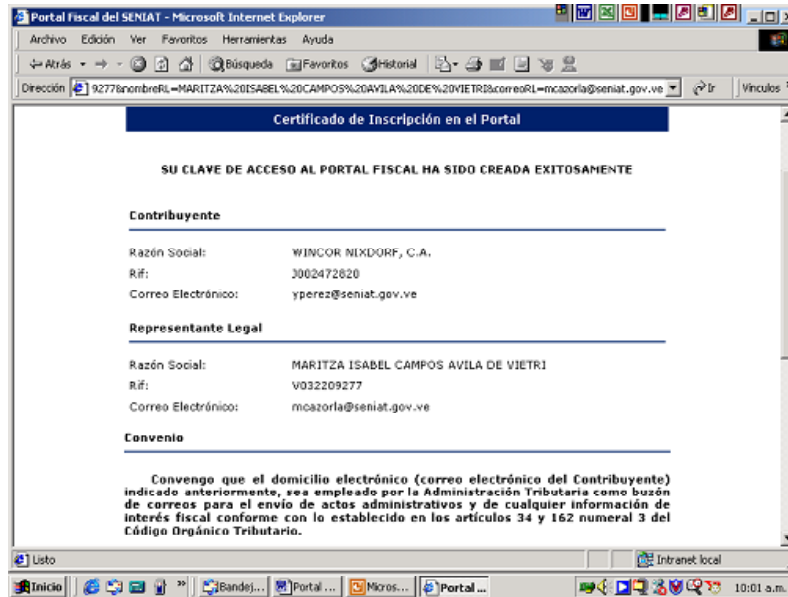 Portal Fiscal del SENIAT - Microsoft Internet Explorer
Archivo Edición Ver Favoritos Herramientas Ayuda
Atrás Búsqueda Favoritos Historial
Dirección 9277&nombreRL=MARITZA%20ISABEL%20CAMPOS%20AVILA%20DE%20VIETRI&correoRL=mcazorla@seniat.gov.ve Ir Vínculos
Certificado de Inscripción en el Portal
SU CLAVE DE ACCESO AL PORTAL FISCAL HA SIDO CREADA EXITOSAMENTE
Contribuyente
Razón Social: WINCOR NIXDORF, C.A.
Rif: J002472820
Correo Electrónico: yperez@seniat.gov.ve
Representante Legal
Razón Social: MARITZA ISABEL CAMPOS AVILA DE VIETRI
Rif: V032209277
Correo Electrónico: mcazorla@seniat.gov.ve
Convenio
Convengo que el domicilio electrónico (correo electrónico del Contribuyente)
indicado anteriormente, sea empleado por la Administración Tributaria como buzón
de correos para el envío de actos administrativos y de cualquier información de
interés fiscal conforme con lo establecido en los artículos 34 y 162 numeral 3 del
Código Orgánico Tributario.
Listo Intranet local
Inicio » Bandej... Portal ... Micros... Portal ... 10:01 a.m.